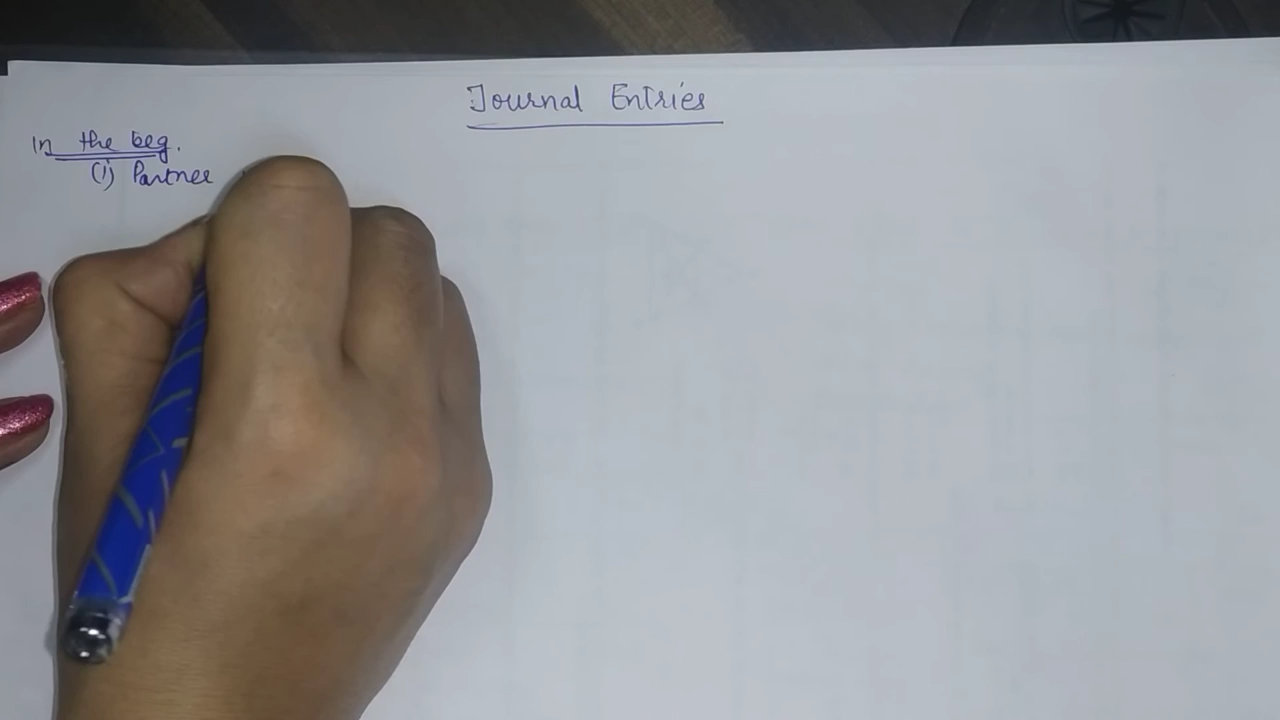 Journal Entries
In the beg.
(i) Partner